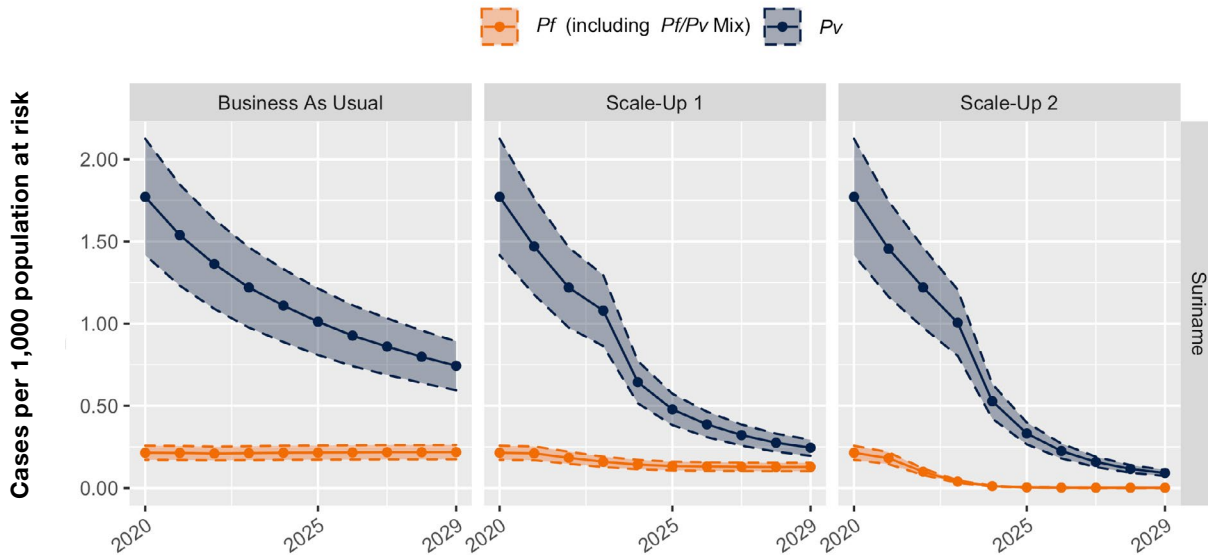 Pf (including Pf/Pv Mix) Pv
Business As Usual Scale-Up 1 Scale-Up 2
Cases per 1,000 population at risk
2.00
1.50
1.00
0.50
0.00
Suriname
2020 2025 2029 2020 2025 2029 2020 2025 2029